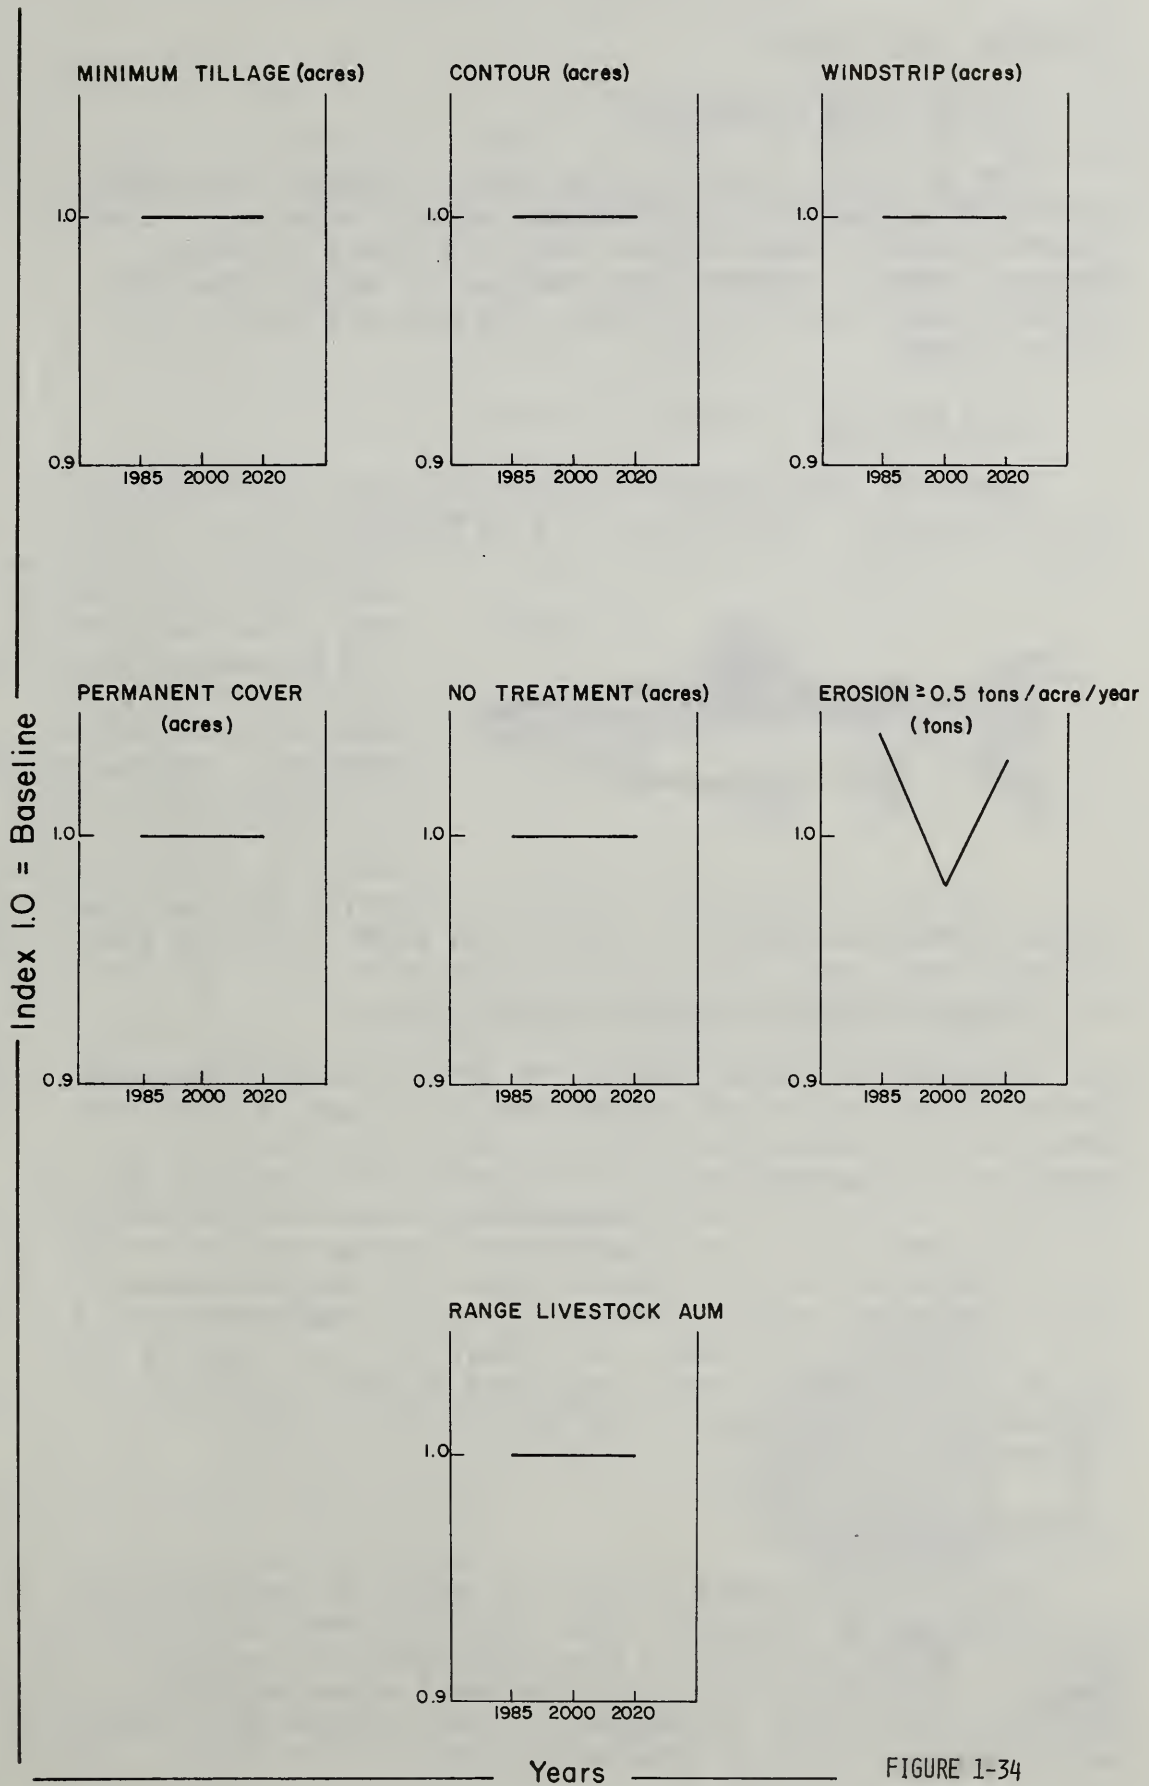 MINIMUM TILLAGE (acres)
1.0
0.9
1985 2000 2020
CONTOUR (acres)
1.0
0.9
1985 2000 2020
WINDSTRIP (acres)
1.0
0.9
1985 2000 2020
PERMANENT COVER
(acres)
1.0
0.9
1985 2000 2020
NO TREATMENT (acres)
1.0
0.9
1985 2000 2020
EROSION ≥ 0.5 tons/acre/year
(tons)
1.0
0.9
1985 2000 2020
RANGE LIVESTOCK AUM
1.0
0.9
1985 2000 2020
Index 1.0 = Baseline
Years
FIGURE 1-34